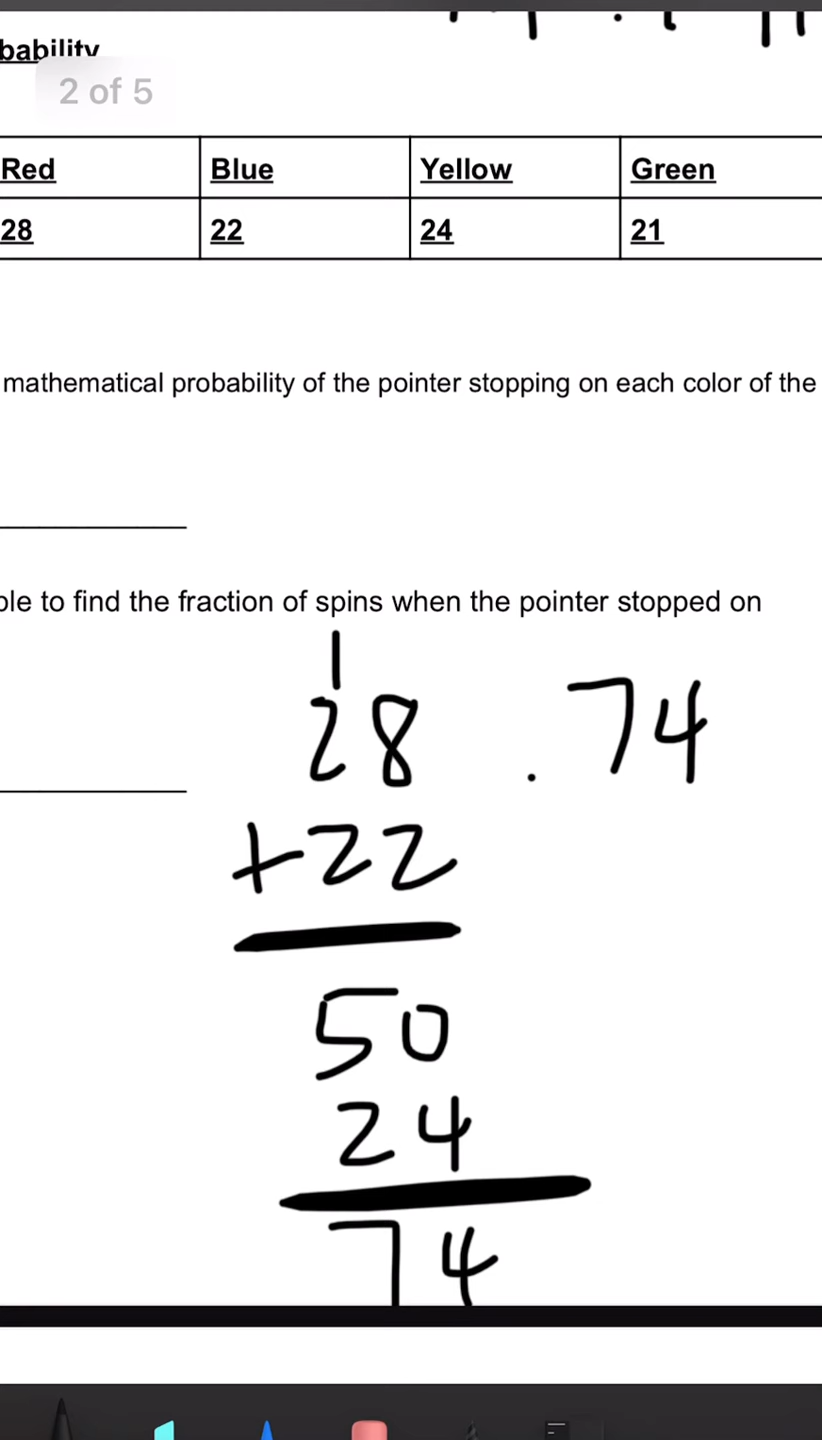 bability
2 of 5
Red Blue Yellow Green
28 22 24 21
mathematical probability of the pointer stopping on each color of the
ble to find the fraction of spins when the pointer stopped on
1
28 .74
+22
50
24
74